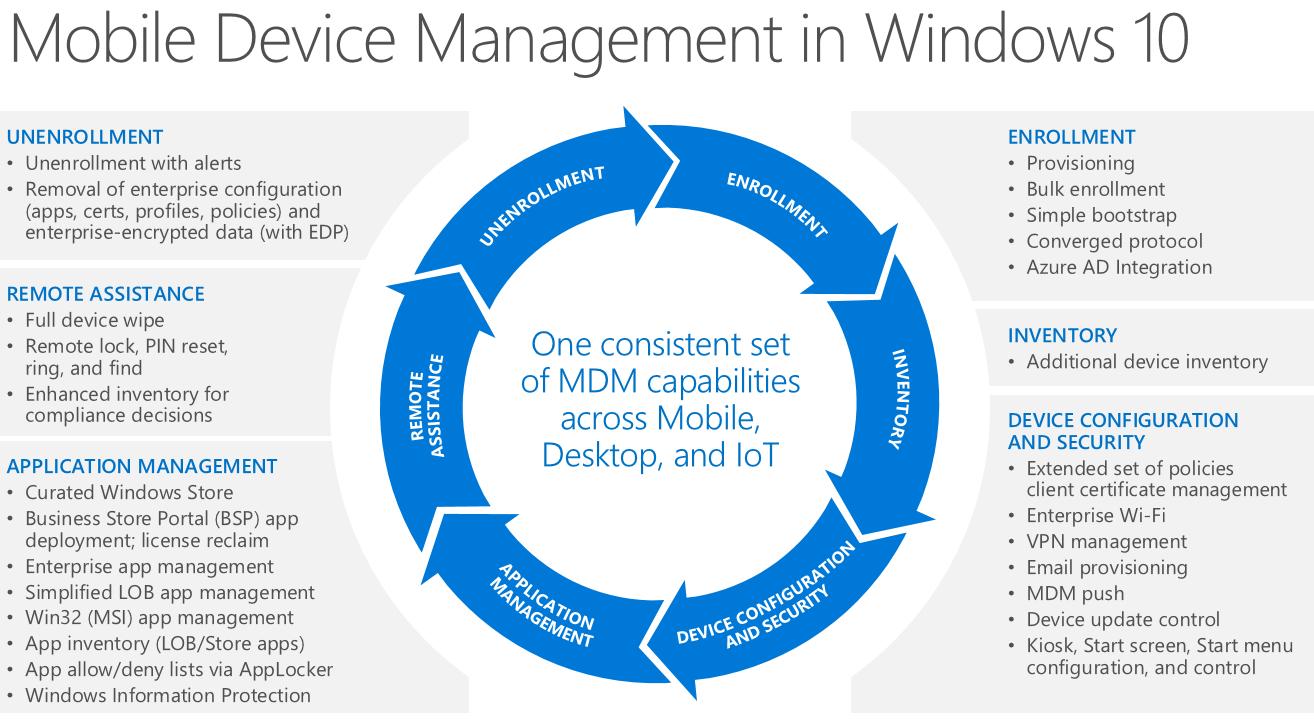 Mobile Device Management in Windows 10
UNENROLLMENT
• Unenrollment with alerts
• Removal of enterprise configuration
(apps, certs, profiles, policies) and
enterprise-encrypted data (with EDP)
REMOTE ASSISTANCE
• Full device wipe
• Remote lock, PIN reset,
ring, and find
• Enhanced inventory for
compliance decisions
APPLICATION MANAGEMENT
• Curated Windows Store
• Business Store Portal (BSP) app
deployment; license reclaim
• Enterprise app management
• Simplified LOB app management
• Win32 (MSI) app management
• App inventory (LOB/Store apps)
• App allow/deny lists via AppLocker
• Windows Information Protection
UNENROLLMENT
ENROLLMENT
INVENTORY
DEVICE CONFIGURATION
AND SECURITY
APPLICATION
MANAGEMENT
REMOTE
ASSISTANCE
One consistent set
of MDM capabilities
across Mobile,
Desktop, and IoT
ENROLLMENT
• Provisioning
• Bulk enrollment
• Simple bootstrap
• Converged protocol
• Azure AD Integration
INVENTORY
• Additional device inventory
DEVICE CONFIGURATION
AND SECURITY
• Extended set of policies
client certificate management
• Enterprise Wi-Fi
• VPN management
• Email provisioning
• MDM push
• Device update control
• Kiosk, Start screen, Start menu
configuration, and control